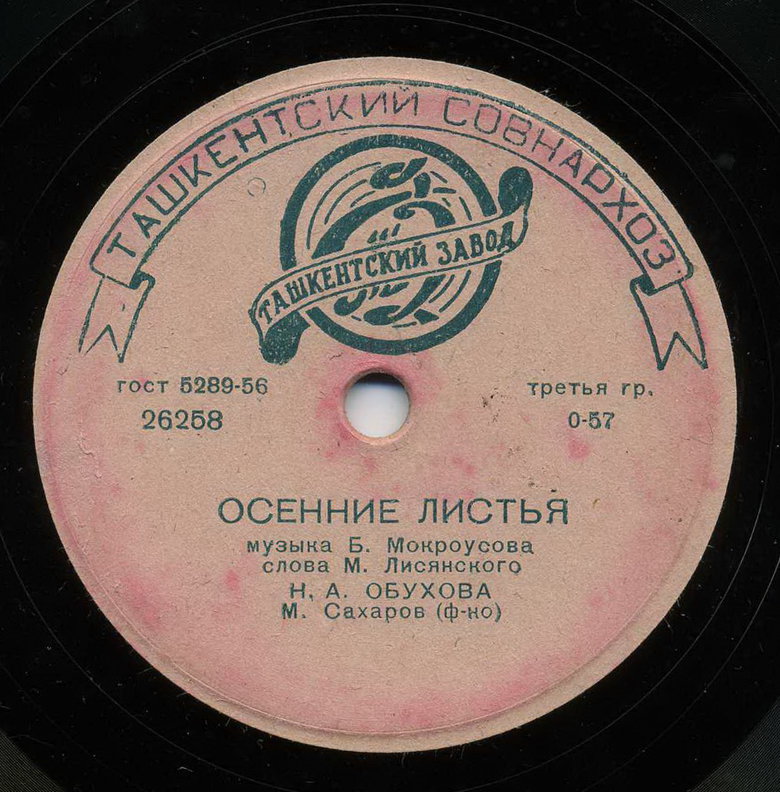 ТАШКЕНТСКИЙ СОВНАРХОЗ
ТАШКЕНТСКИЙ ЗАВОД
гост 5289-56
третья гр.
26258
0-57
ОСЕННИЕ ЛИСТЬЯ
музыка Б. Мокроусова
слова М. Лисянского
Н. А. ОБУХОВА
М. Сахаров (ф-но)